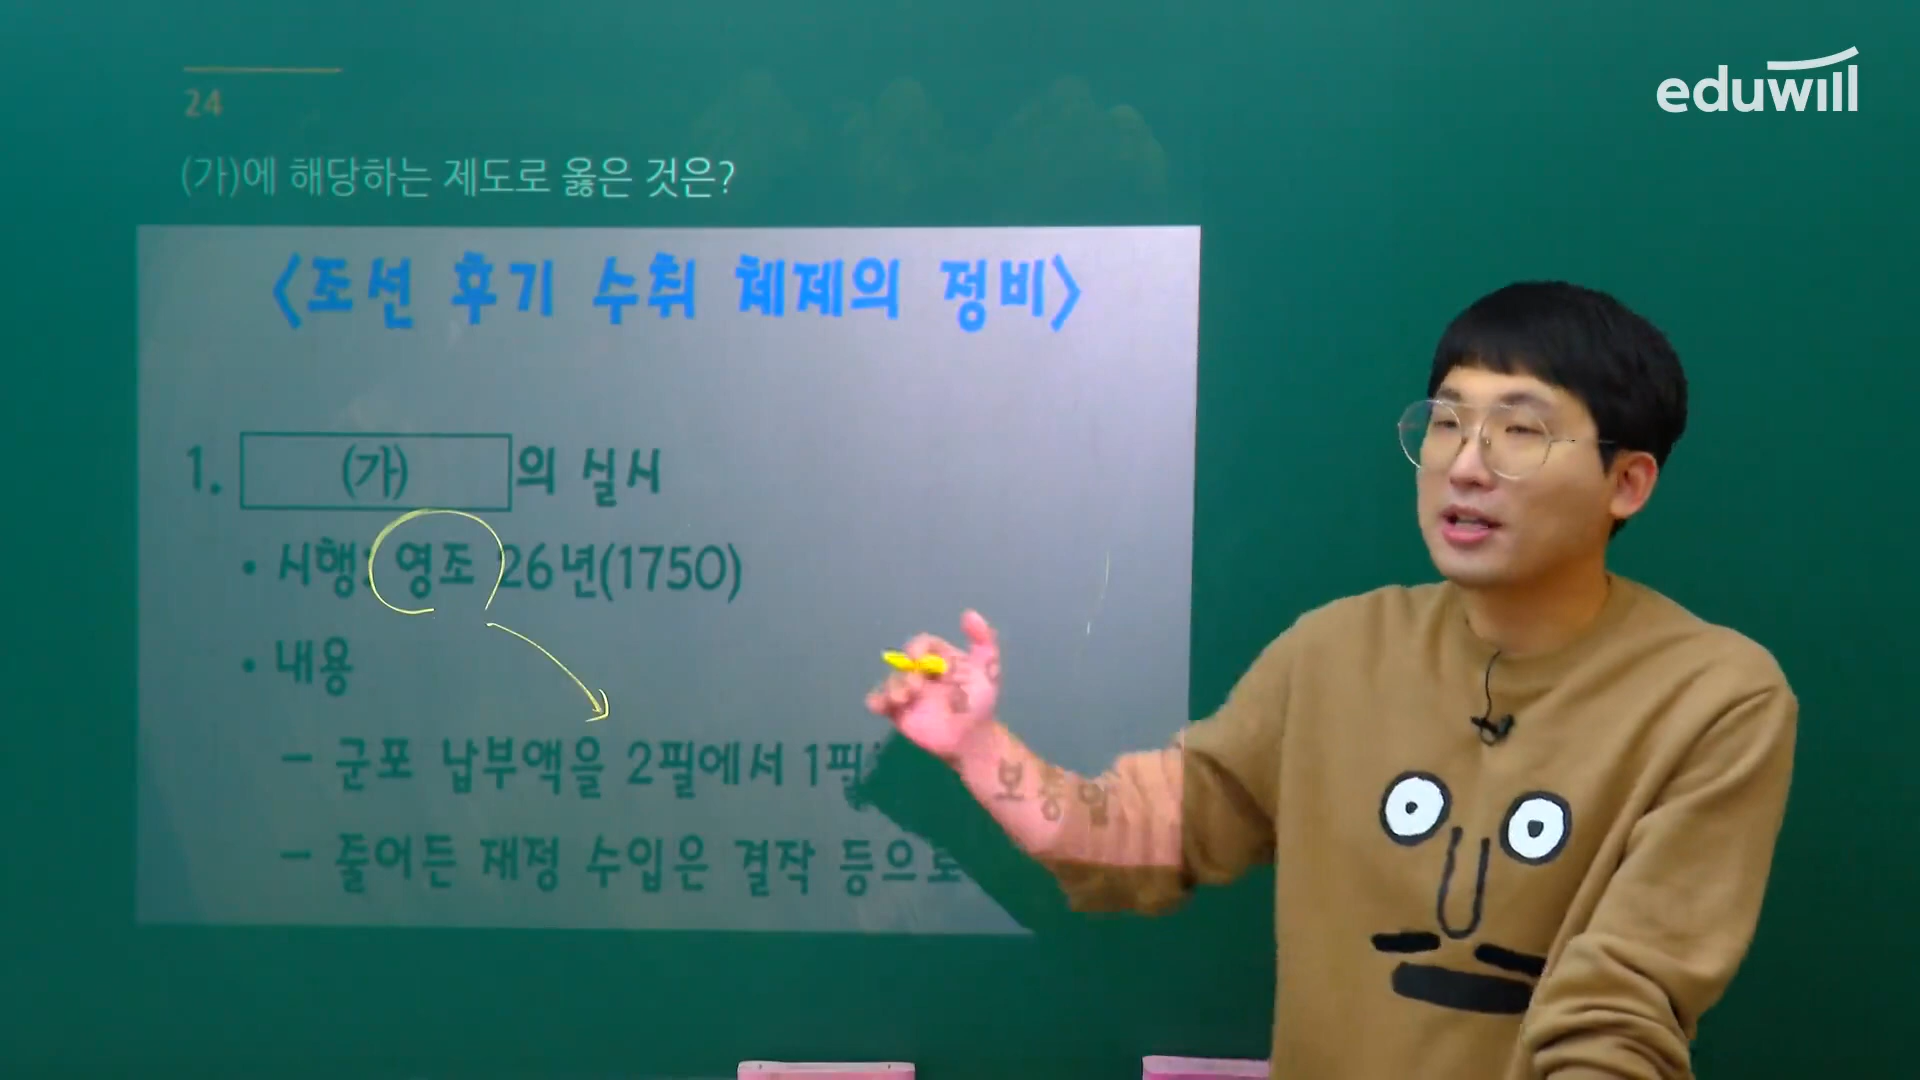 eduwill
24
(가)에 해당하는 제도로 옳은 것은?
<조선 후기 수취 체제의 정비>
1. (가) 의 실시
• 시행: 영조 26년(1750)
• 내용
- 군포 납부액을 2필에서 1필
- 줄어든 재정 수입은 결작 등으로 보충함